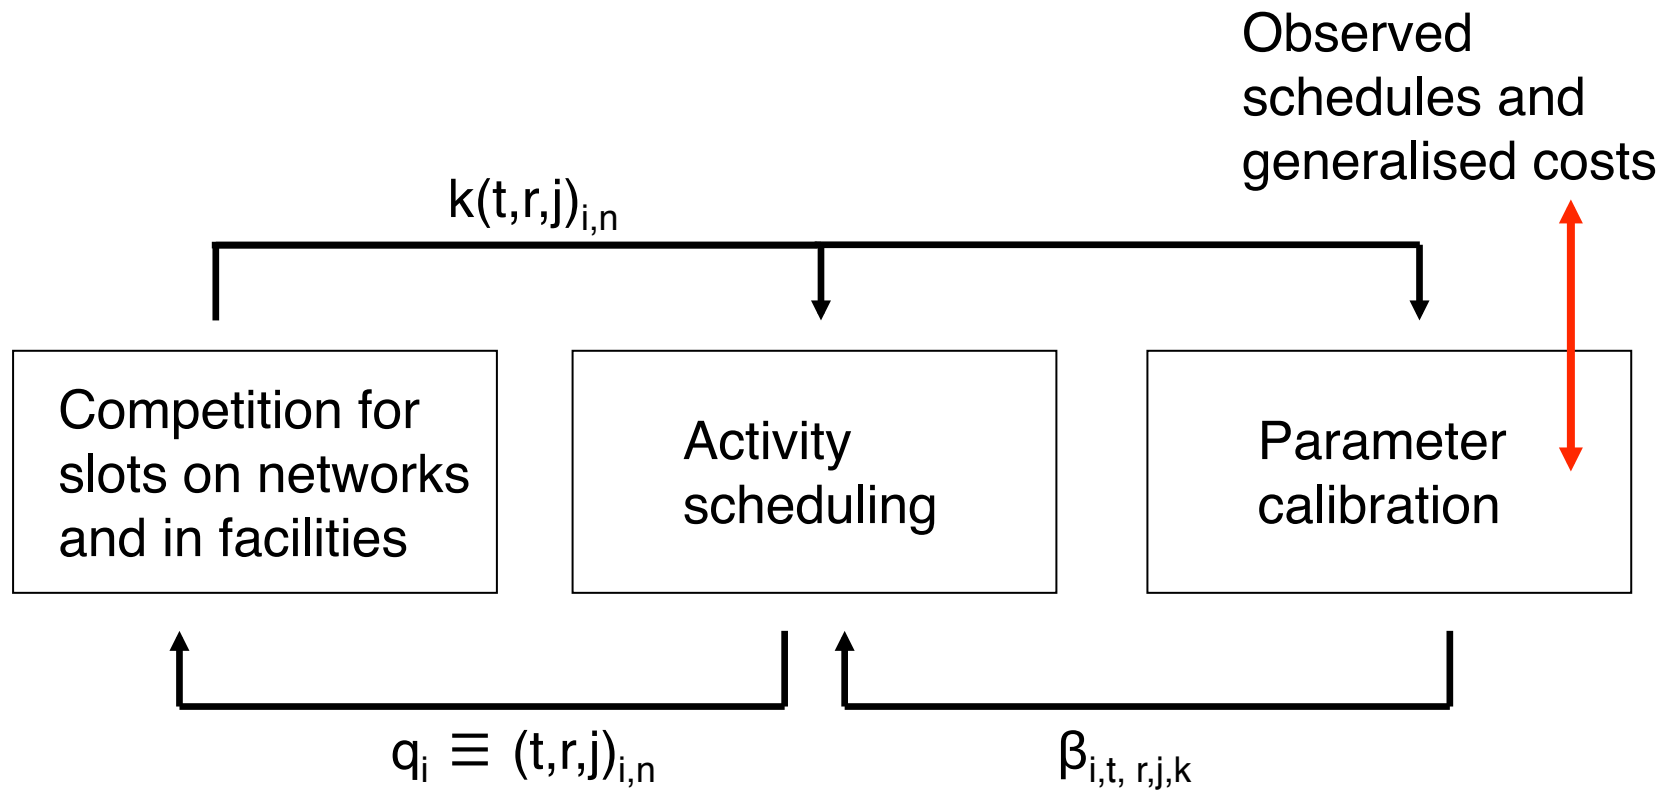 Observed
schedules and
generalised costs
k(t,r,j)i,n
Competition for
slots on networks
and in facilities
Activity
scheduling
Parameter
calibration
qi ≡ (t,r,j)i,n
βi,t, r,j,k